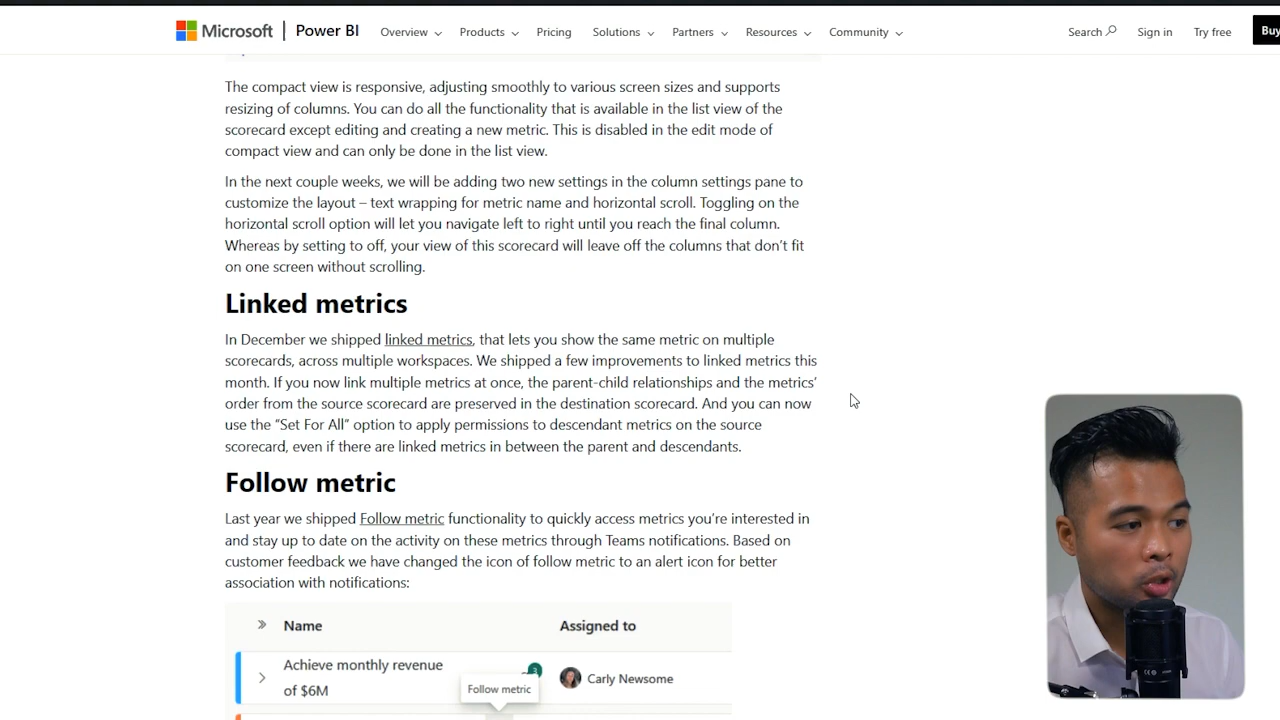 Microsoft | Power BI Overview Products Pricing Solutions Partners Resources Community Search Sign in Try free Buy
The compact view is responsive, adjusting smoothly to various screen sizes and supports
resizing of columns. You can do all the functionality that is available in the list view of the
scorecard except editing and creating a new metric. This is disabled in the edit mode of
compact view and can only be done in the list view.
In the next couple weeks, we will be adding two new settings in the column settings pane to
customize the layout – text wrapping for metric name and horizontal scroll. Toggling on the
horizontal scroll option will let you navigate left to right until you reach the final column.
Whereas by setting to off, your view of this scorecard will leave off the columns that don’t fit
on one screen without scrolling.
Linked metrics
In December we shipped linked metrics, that lets you show the same metric on multiple
scorecards, across multiple workspaces. We shipped a few improvements to linked metrics this
month. If you now link multiple metrics at once, the parent-child relationships and the metrics’
order from the source scorecard are preserved in the destination scorecard. And you can now
use the “Set For All” option to apply permissions to descendant metrics on the source
scorecard, even if there are linked metrics in between the parent and descendants.
Follow metric
Last year we shipped Follow metric functionality to quickly access metrics you’re interested in
and stay up to date on the activity on these metrics through Teams notifications. Based on
customer feedback we have changed the icon of follow metric to an alert icon for better
association with notifications:
Name Assigned to
Achieve monthly revenue
of $6M
3
Carly Newsome
Follow metric